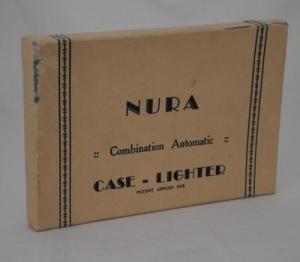 NURA
:: Combination Automatic ::
CASE - LIGHTER
PATENT APPLIED FOR